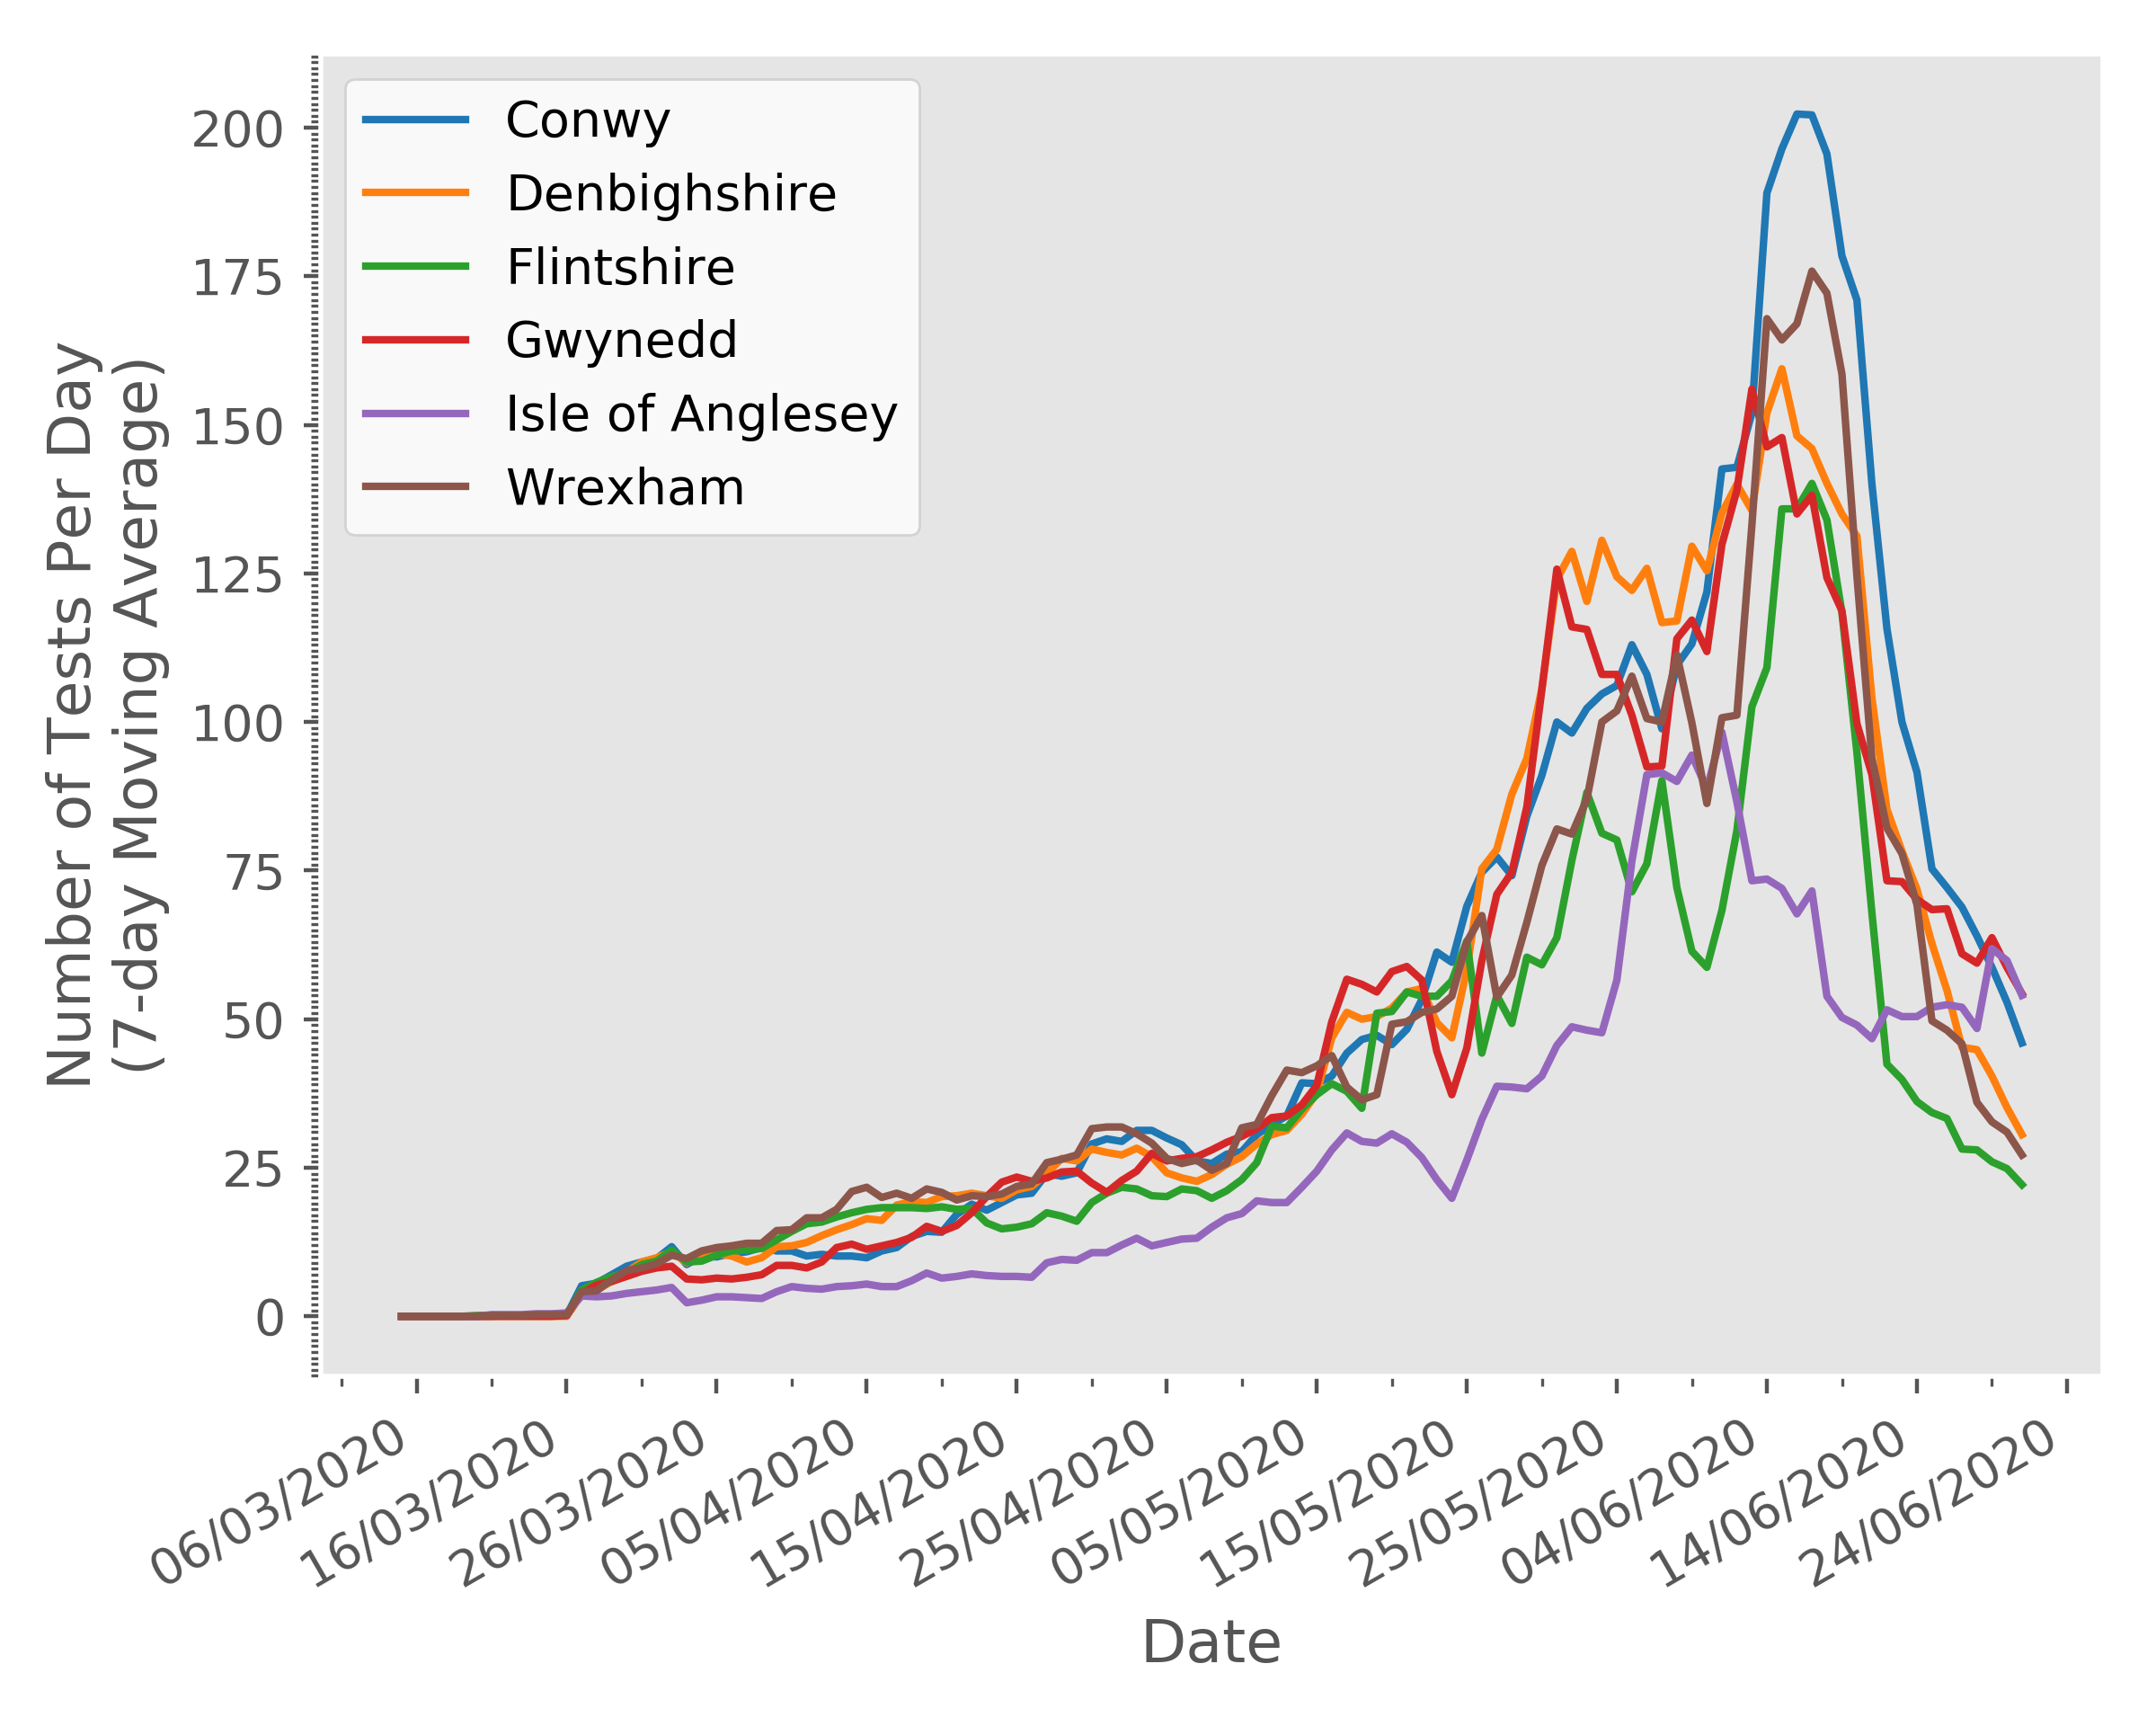 Number of Tests Per Day
(7-day Moving Average)
200
175
150
125
100
75
50
25
0
Conwy
Denbighshire
Flintshire
Gwynedd
Isle of Anglesey
Wrexham
06/03/2020
16/03/2020
26/03/2020
05/04/2020
15/04/2020
25/04/2020
05/05/2020
15/05/2020
25/05/2020
04/06/2020
14/06/2020
24/06/2020
Date